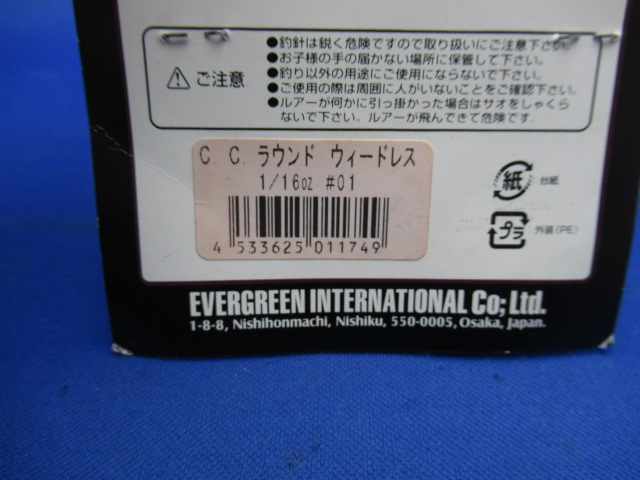 ●釣針は鋭く危険ですので取り扱いにご注意下さい。
●お子様の手の届かない場所に保管して下さい。
⚠ご注意 ●釣り以外の用途にご使用にならないで下さい。
●ご使用の際は周囲に人がいないことをご確認下さい。
●ルアーが何かに引っ掛かった場合はサオをしゃくら
ないで下さい。ルアーが飛んできて危険です。
C. C. ラウンド ウィードレス
1/16oz #01
4 533625 011749
紙 台紙
プラ 外装(PE)
EVERGREEN INTERNATIONAL Co; Ltd.
1-8-8, Nishihonmachi, Nishiku, 550-0005, Osaka, Japan.